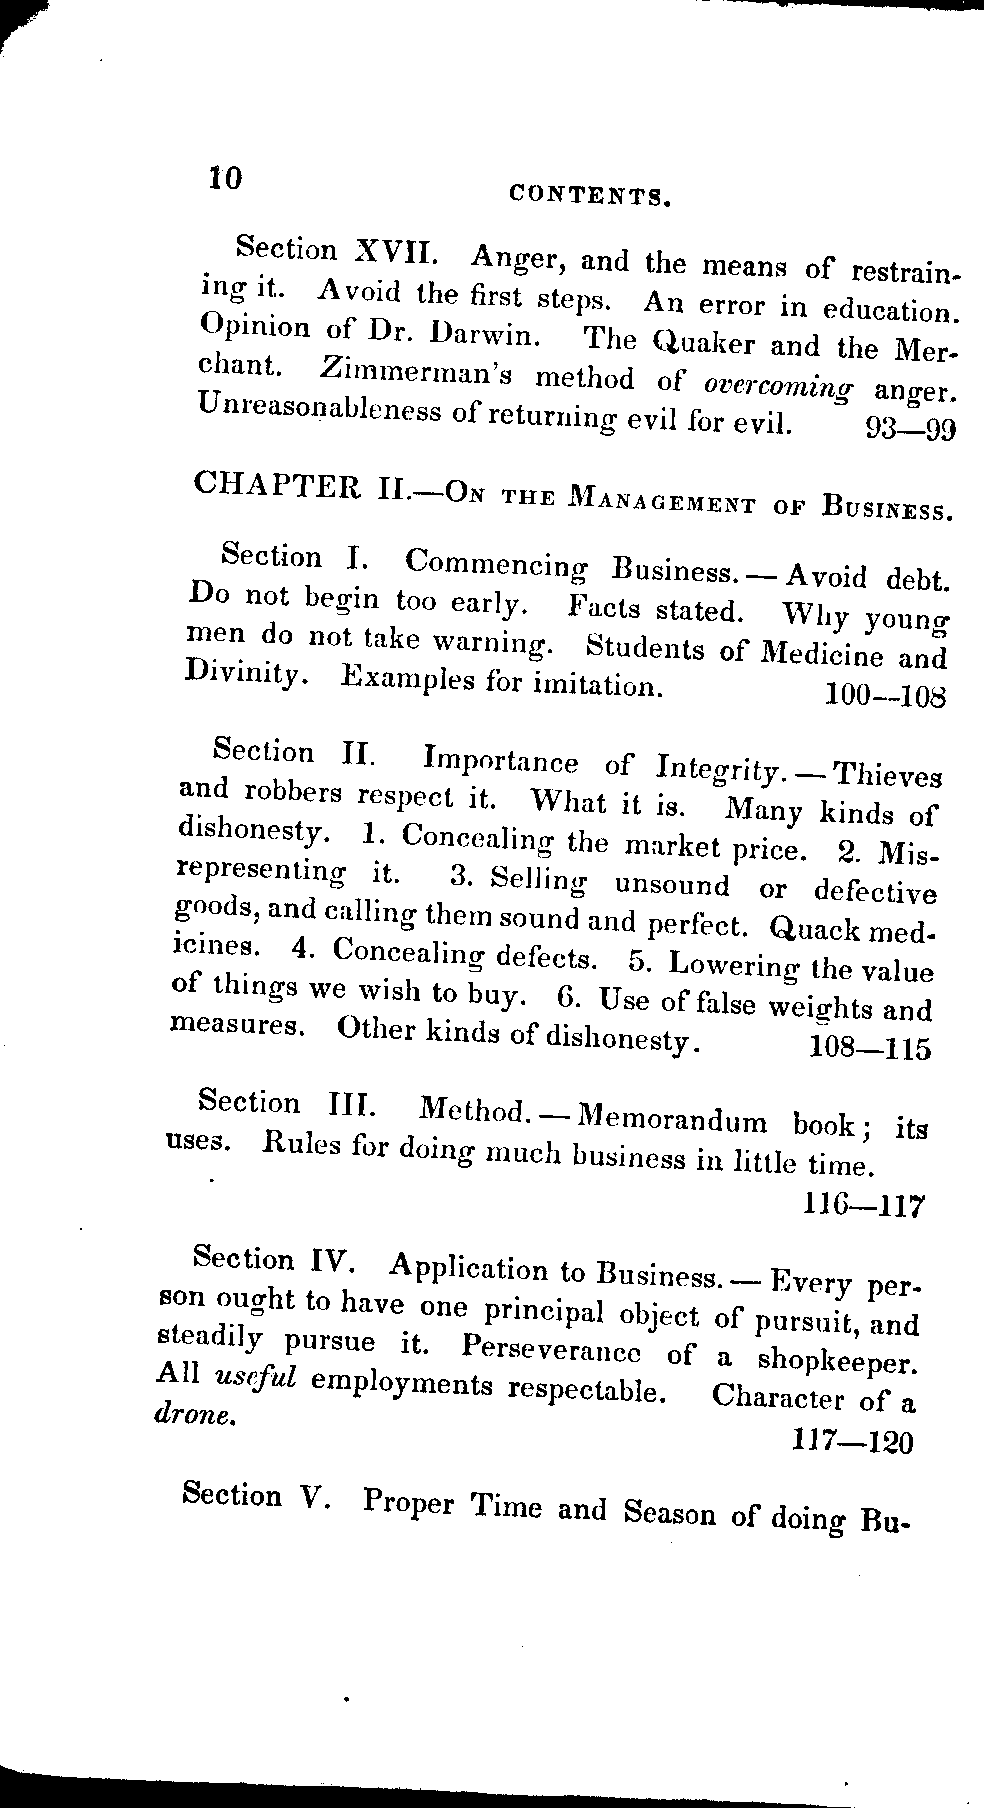 10
CONTENTS.
Section XVII. Anger, and the means of restrain-
ing it. Avoid the first steps. An error in education.
Opinion of Dr. Darwin. The Quaker and the Mer-
chant. Zimmerman's method of overcoming anger.
Unreasonableness of returning evil for evil. 93—99
CHAPTER II.—On the Management of Business.
Section I. Commencing Business.—Avoid debt.
Do not begin too early. Facts stated. Why young
men do not take warning. Students of Medicine and
Divinity. Examples for imitation. 100—108
Section II. Importance of Integrity.—Thieves
and robbers respect it. What it is. Many kinds of
dishonesty. 1. Concealing the market price. 2. Mis-
representing it. 3. Selling unsound or defective
goods, and calling them sound and perfect. Quack med-
icines. 4. Concealing defects. 5. Lowering the value
of things we wish to buy. 6. Use of false weights and
measures. Other kinds of dishonesty. 108—115
Section III. Method.—Memorandum book; its
uses. Rules for doing much business in little time.
116—117
Section IV. Application to Business.—Every per-
son ought to have one principal object of pursuit, and
steadily pursue it. Perseverance of a shopkeeper.
All useful employments respectable. Character of a
drone. 117—120
Section V. Proper Time and Season of doing Bu-